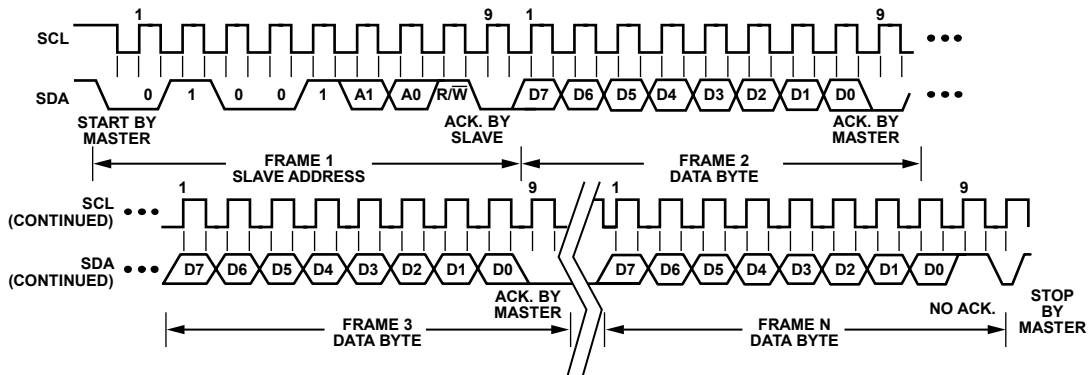 1 9 1 9
SCL
SDA 0 1 0 0 1 A1 A0 R/W̅ D7 D6 D5 D4 D3 D2 D1 D0
START BY MASTER
ACK. BY SLAVE
ACK. BY MASTER
FRAME 1
SLAVE ADDRESS
FRAME 2
DATA BYTE
1 9 1 9
SCL
(CONTINUED)
SDA
(CONTINUED)
D7 D6 D5 D4 D3 D2 D1 D0 D7 D6 D5 D4 D3 D2 D1 D0
ACK. BY MASTER
NO ACK.
STOP BY MASTER
FRAME 3
DATA BYTE
FRAME N
DATA BYTE